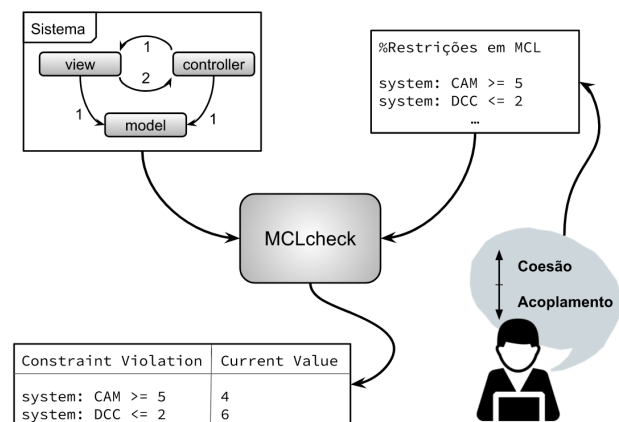 Sistema
1
view
controller
2
1
1
model
%Restrições em MCL
system: CAM >= 5
system: DCC <= 2
…
MCLcheck
Coesão
Acoplamento
Constraint Violation Current Value
system: CAM >= 5 4
system: DCC <= 2 6